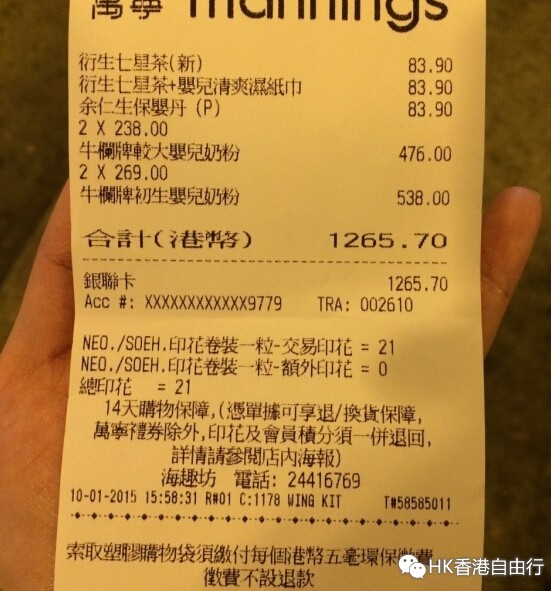 萬寧 mannings
衍生七星茶(新) 83.90
衍生七星茶+嬰兒清爽濕紙巾 83.90
余仁生保嬰丹 (P) 83.90
2 X 238.00
牛欄牌較大嬰兒奶粉 476.00
2 X 269.00
牛欄牌初生嬰兒奶粉 538.00
合計(港幣) 1265.70
銀聯卡 1265.70
Acc #: XXXXXXXXXXXX9779 TRA: 002610
NEO./SOEH.印花卷裝一粒-交易印花 = 21
NEO./SOEH.印花卷裝一粒-額外印花 = 0
總印花 = 21
14天購物保障,(憑單據可享退/換貨保障,
萬寧禮券除外,印花及會員積分須一併退回,
詳情請參閱店內海報)
海趣坊 電話: 24416769
10-01-2015 15:58:31 R#01 C:1178 WING KIT T#58585011
索取塑膠購物袋須繳付每個港幣五毫環保徵費
徵費不設退款
HK香港自由行